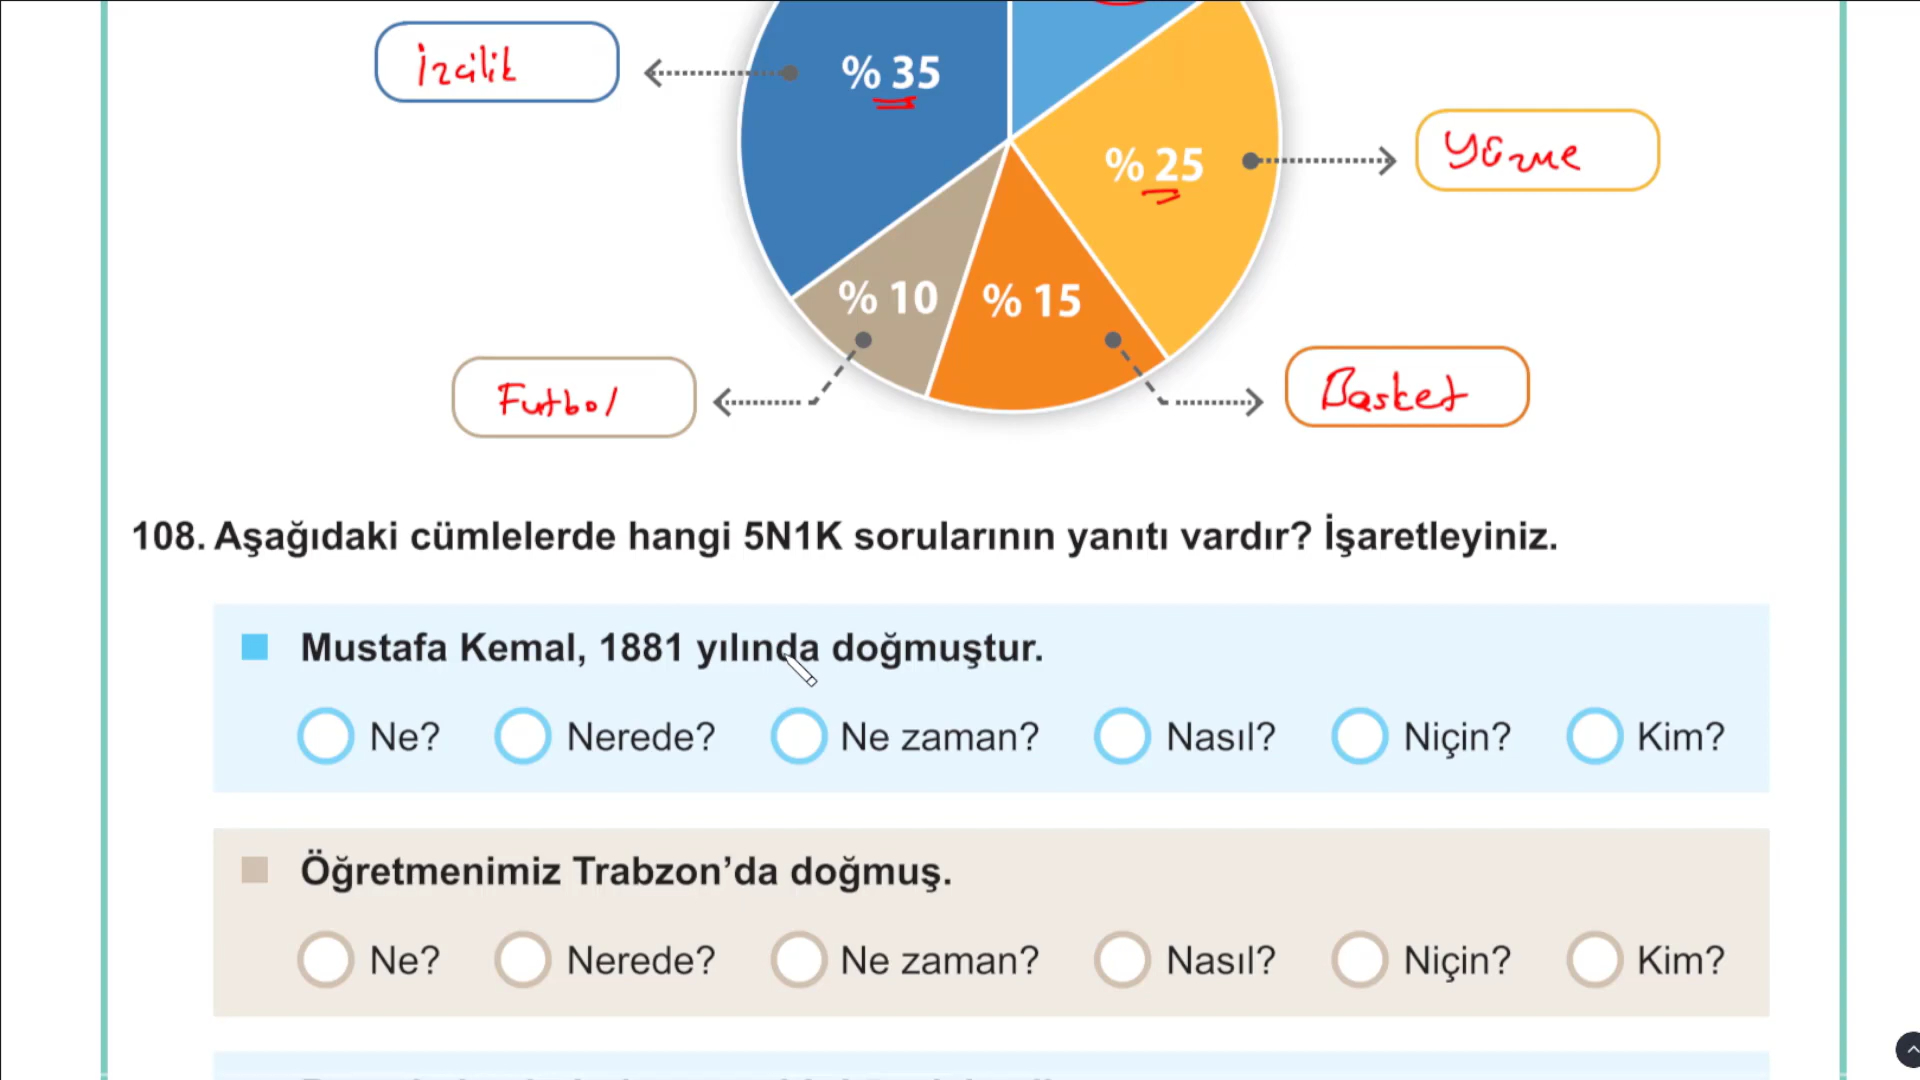 İzcilik
% 35
% 25
Yüzme
% 10
% 15
Futbol
Basket
108. Aşağıdaki cümlelerde hangi 5N1K sorularının yanıtı vardır? İşaretleyiniz.
Mustafa Kemal, 1881 yılında doğmuştur.
Ne? Nerede? Ne zaman? Nasıl? Niçin? Kim?
Öğretmenimiz Trabzon’da doğmuş.
Ne? Nerede? Ne zaman? Nasıl? Niçin? Kim?